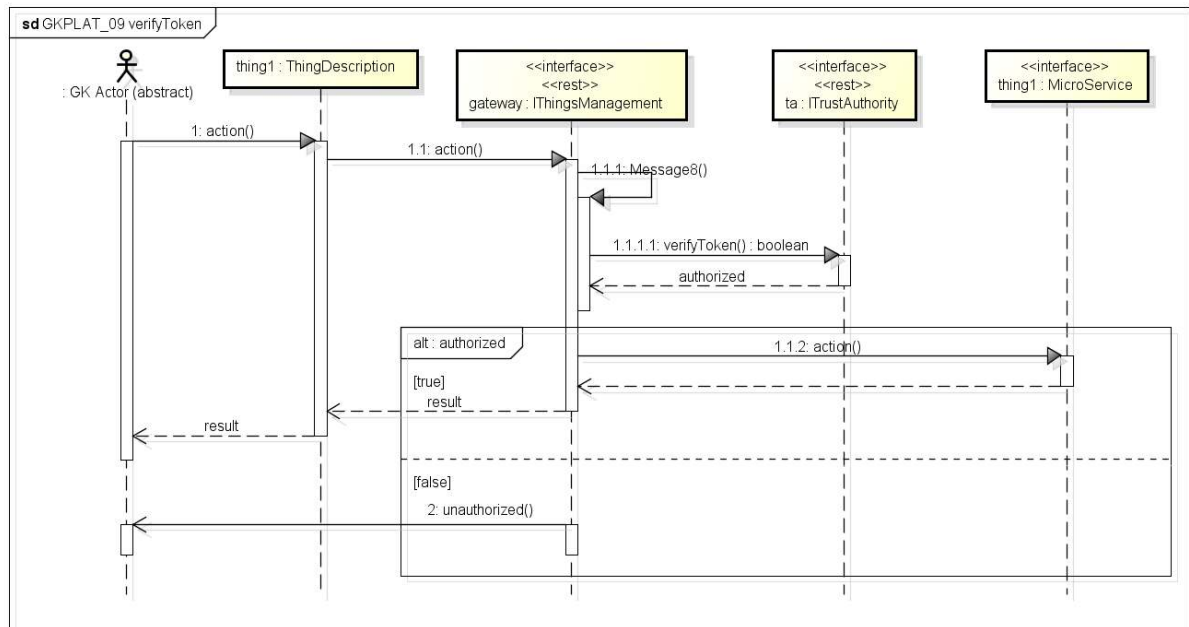 sd GKPLAT_09 verifyToken
: GK Actor (abstract)
thing1 : ThingDescription
<<interface>>
<<rest>>
gateway : IThingsManagement
<<interface>>
<<rest>>
ta : ITrustAuthority
<<interface>>
thing1 : MicroService
1: action()
1.1: action()
1.1.1: Message8()
1.1.1.1: verifyToken() : boolean
authorized
alt : authorized
1.1.2: action()
[true]
result
result
[false]
2: unauthorized()